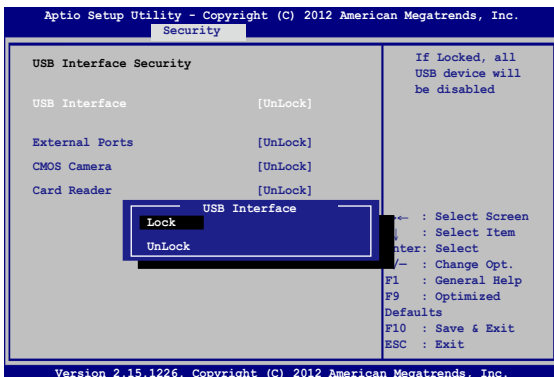 Aptio Setup Utility - Copyright (C) 2012 American Megatrends, Inc.
Security
USB Interface Security
USB Interface [UnLock]
External Ports [UnLock]
CMOS Camera [UnLock]
Card Reader [UnLock]
USB Interface
Lock
UnLock
If Locked, all
USB device will
be disabled
← : Select Screen
↓ : Select Item
nter: Select
/— : Change Opt.
F1 : General Help
F9 : Optimized
Defaults
F10 : Save & Exit
ESC : Exit
Version 2.15.1226. Copyright (C) 2012 American Megatrends, Inc.